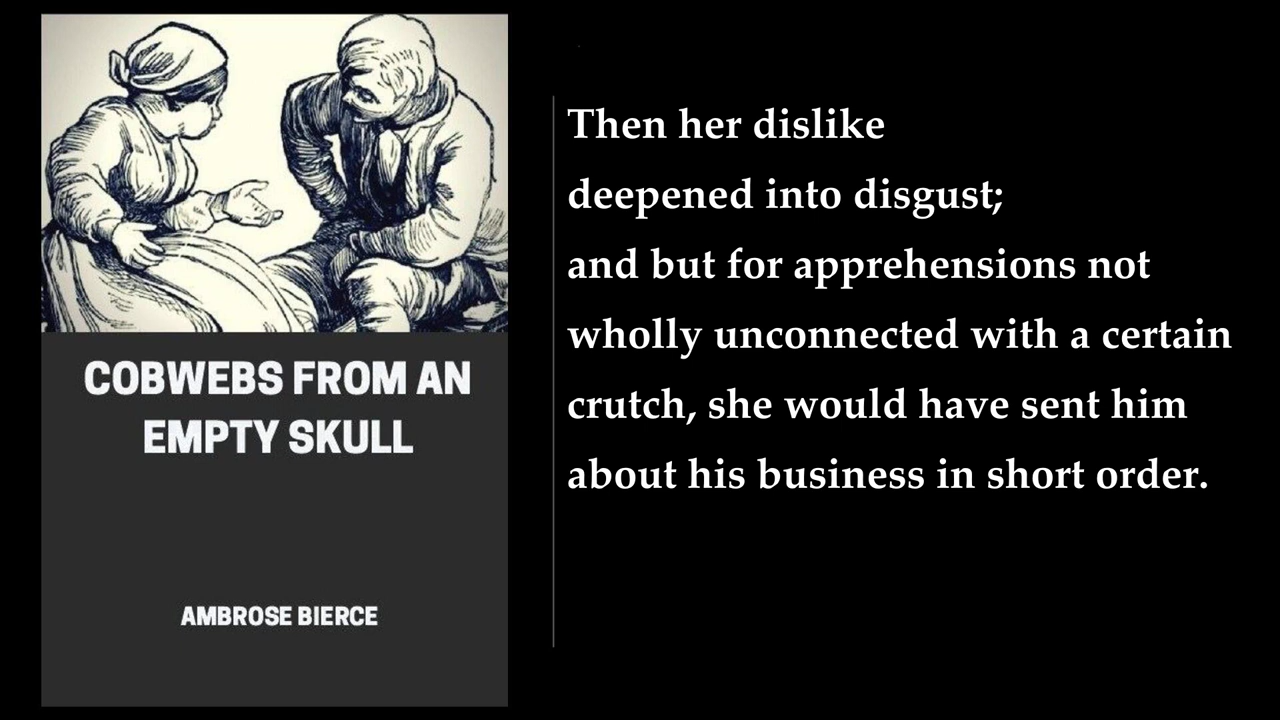 COBWEBS FROM AN
EMPTY SKULL
AMBROSE BIERCE
Then her dislike
deepened into disgust;
and but for apprehensions not
wholly unconnected with a certain
crutch, she would have sent him
about his business in short order.